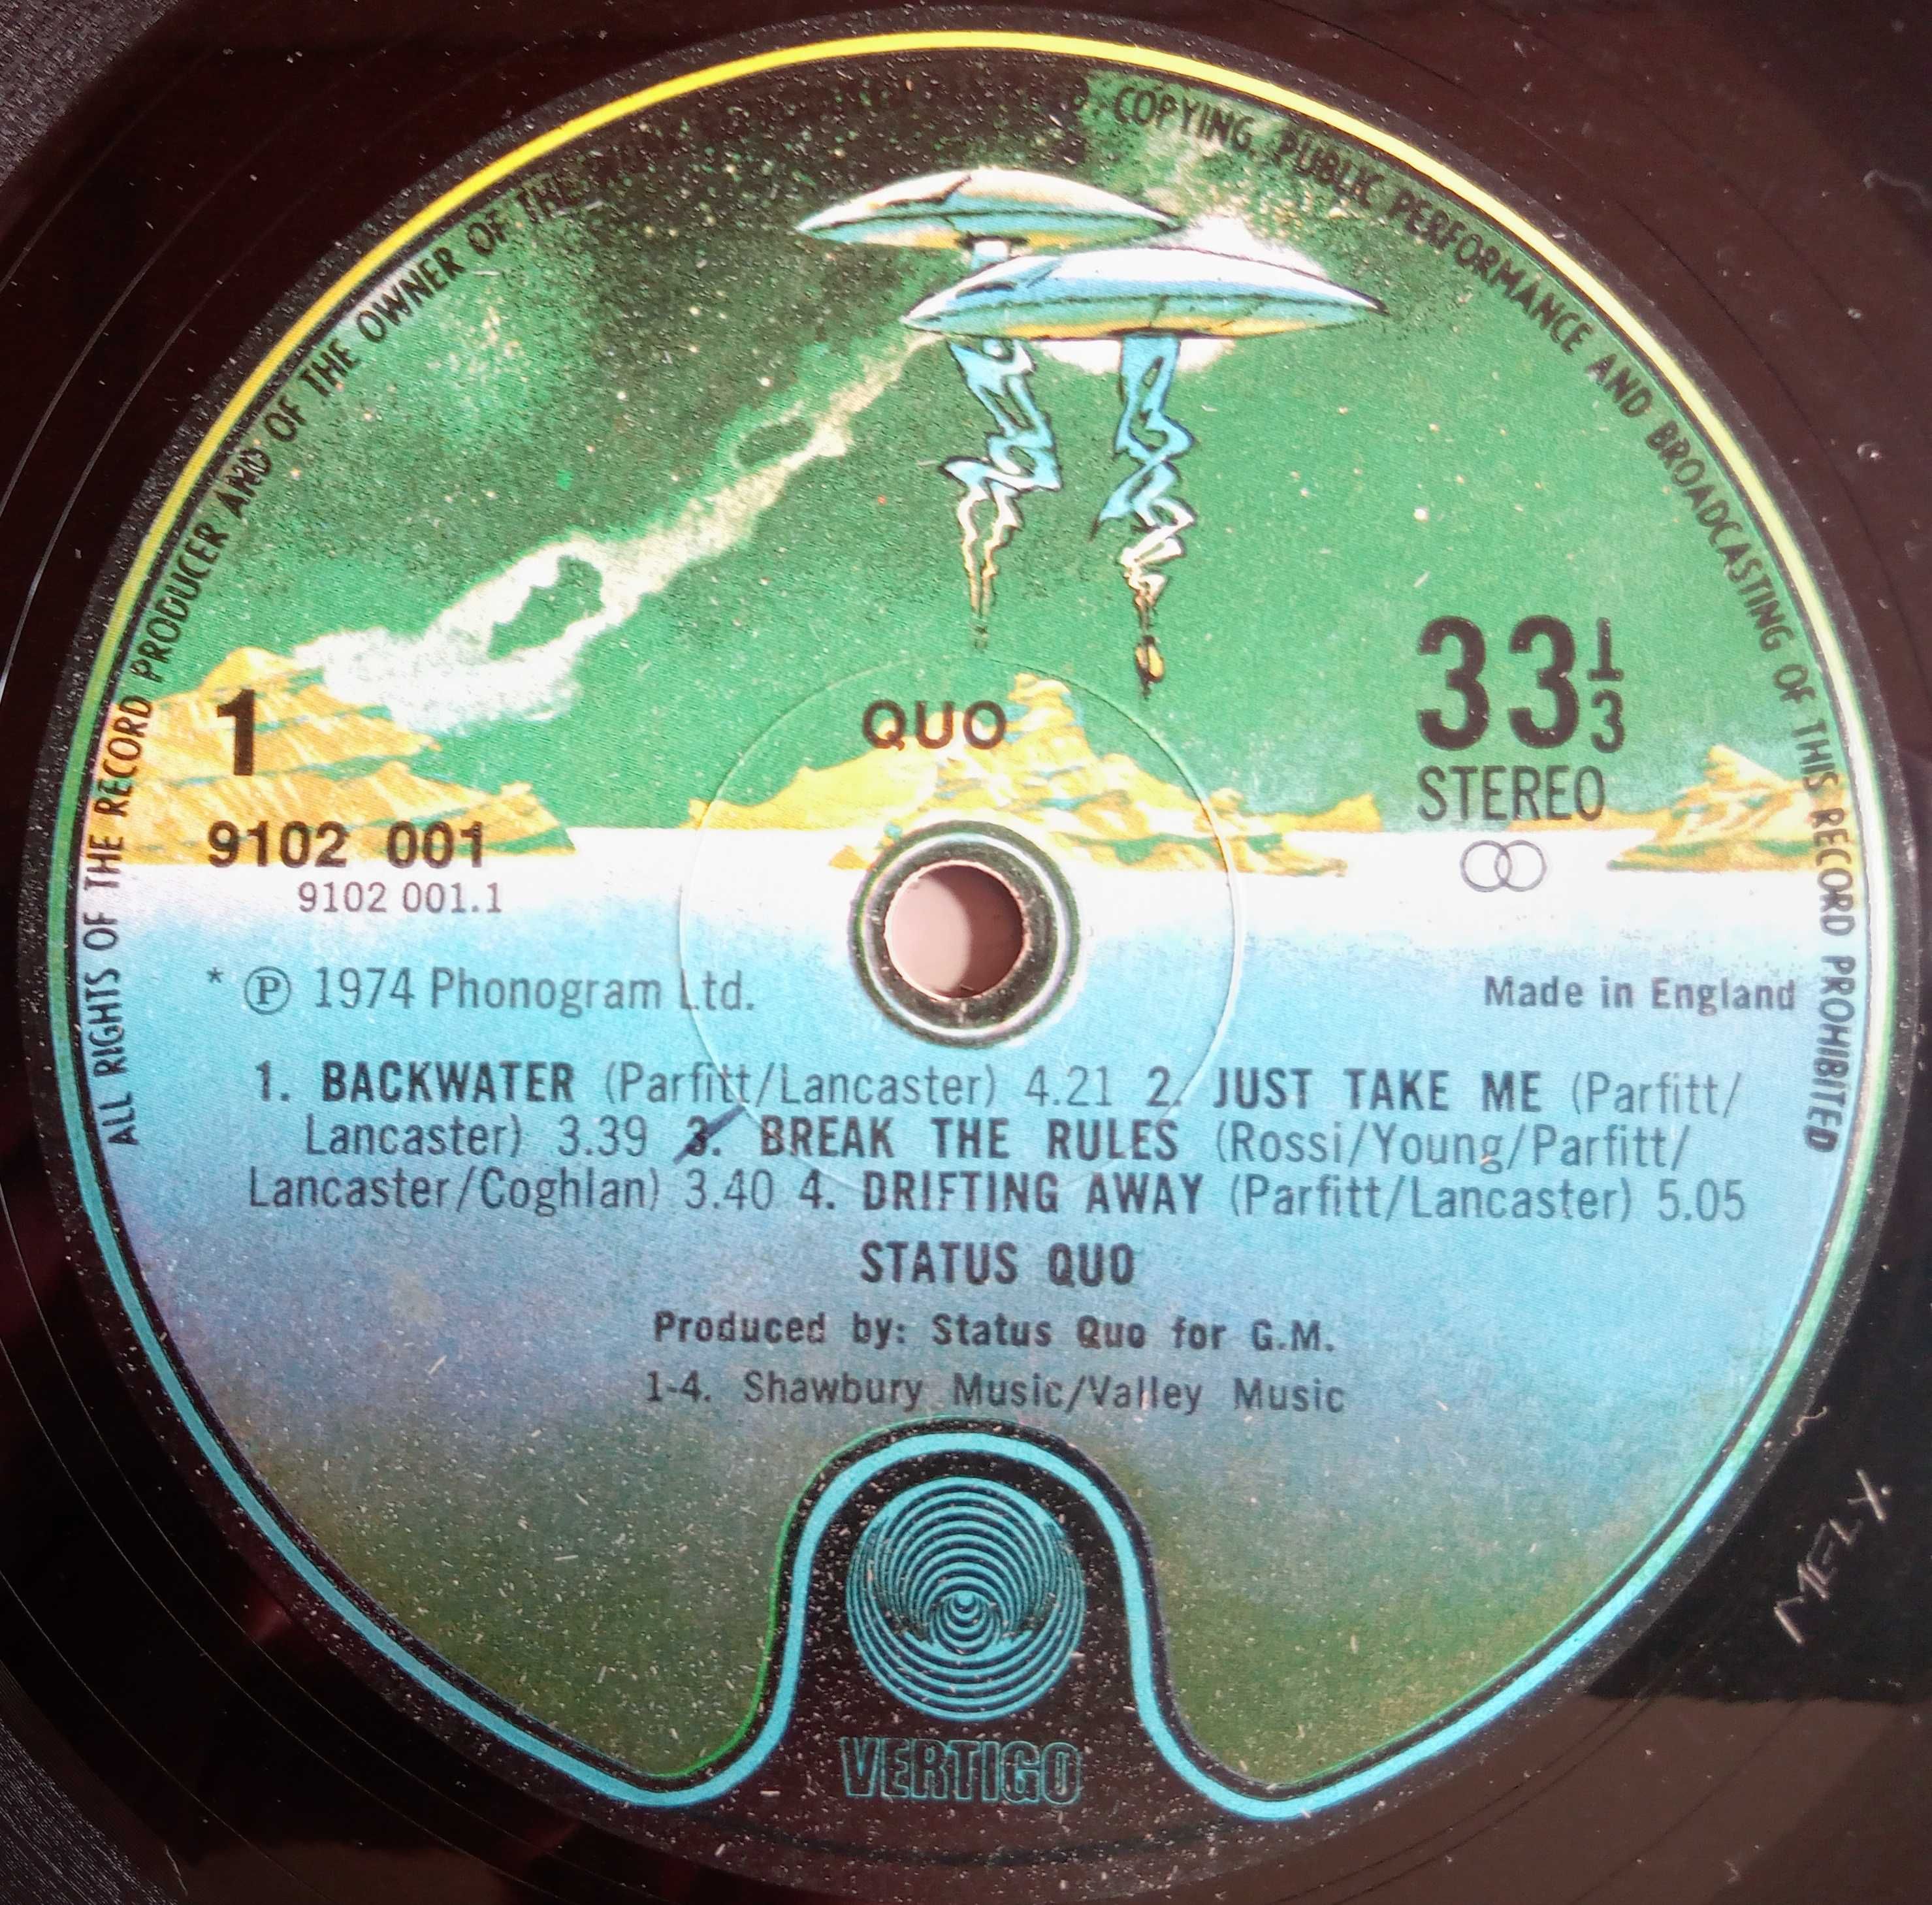 ALL RIGHTS OF THE RECORD PRODUCER AND OF THE OWNER OF THE
COPYING, PUBLIC PERFORMANCE AND BROADCASTING OF THIS RECORD PROHIBITED
1
QUO
33 1/3
STEREO
9102 001
9102 001.1
* Ⓟ 1974 Phonogram Ltd.
Made in England
1. BACKWATER (Parfitt/Lancaster) 4.21 2. JUST TAKE ME (Parfitt/
Lancaster) 3.39 3. BREAK THE RULES (Rossi/Young/Parfitt/
Lancaster/Coghlan) 3.40 4. DRIFTING AWAY (Parfitt/Lancaster) 5.05
STATUS QUO
Produced by: Status Quo for G.M.
1-4. Shawbury Music/Valley Music
VERTIGO